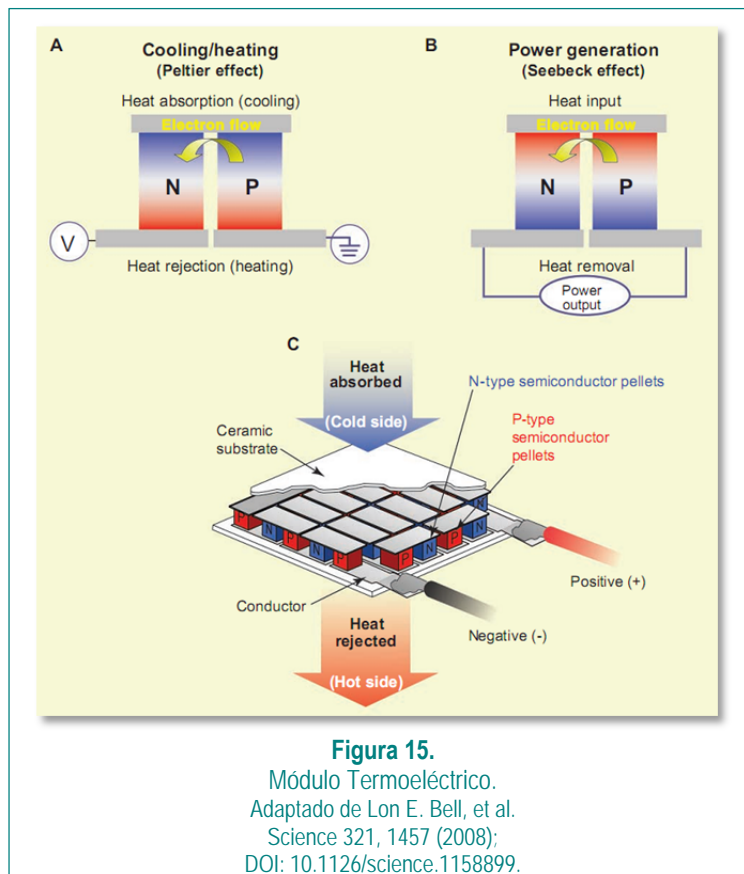 A
Cooling/heating
(Peltier effect)
Heat absorption (cooling)
Electron flow
N
P
V
Heat rejection (heating)
B
Power generation
(Seebeck effect)
Heat input
Electron flow
N
P
Heat removal
Power
output
C
Heat
absorbed
(Cold side)
N-type semiconductor pellets
P-type
semiconductor
pellets
Ceramic
substrate
P
N
P
N
P
P
N
P
N
N
Positive (+)
Conductor
Negative (-)
Heat
rejected
(Hot side)
Figura 15.
Módulo Termoeléctrico.
Adaptado de Lon E. Bell, et al.
Science 321, 1457 (2008);
DOI: 10.1126/science.1158899.